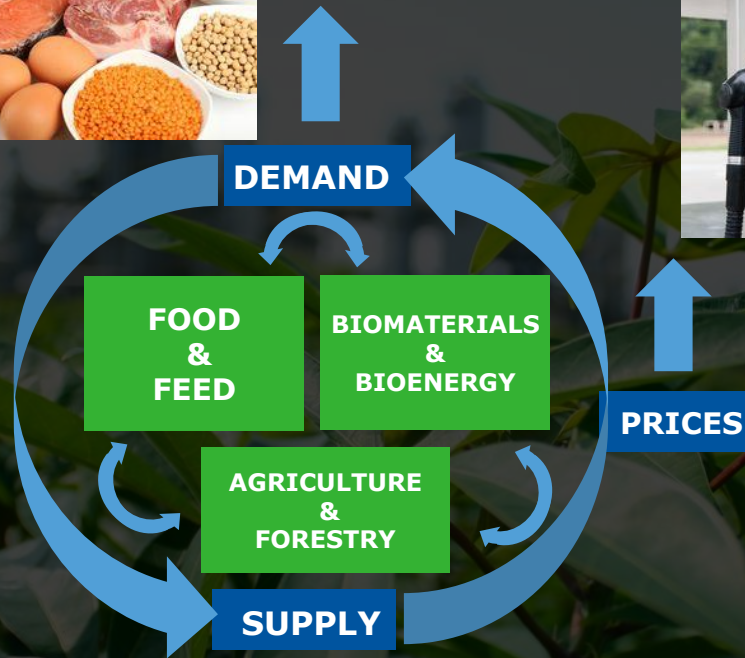 DEMAND
FOOD
&
FEED
BIOMATERIALS
&
BIOENERGY
PRICES
AGRICULTURE
&
FORESTRY
SUPPLY